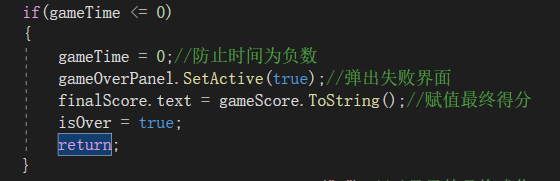 if(gameTime <= 0)
{
gameTime = 0;//防止时间为负数
gameOverPanel.SetActive(true);//弹出失败界面
finalScore.text = gameScore.ToString();//赋值最终得分
isOver = true;
return;
}